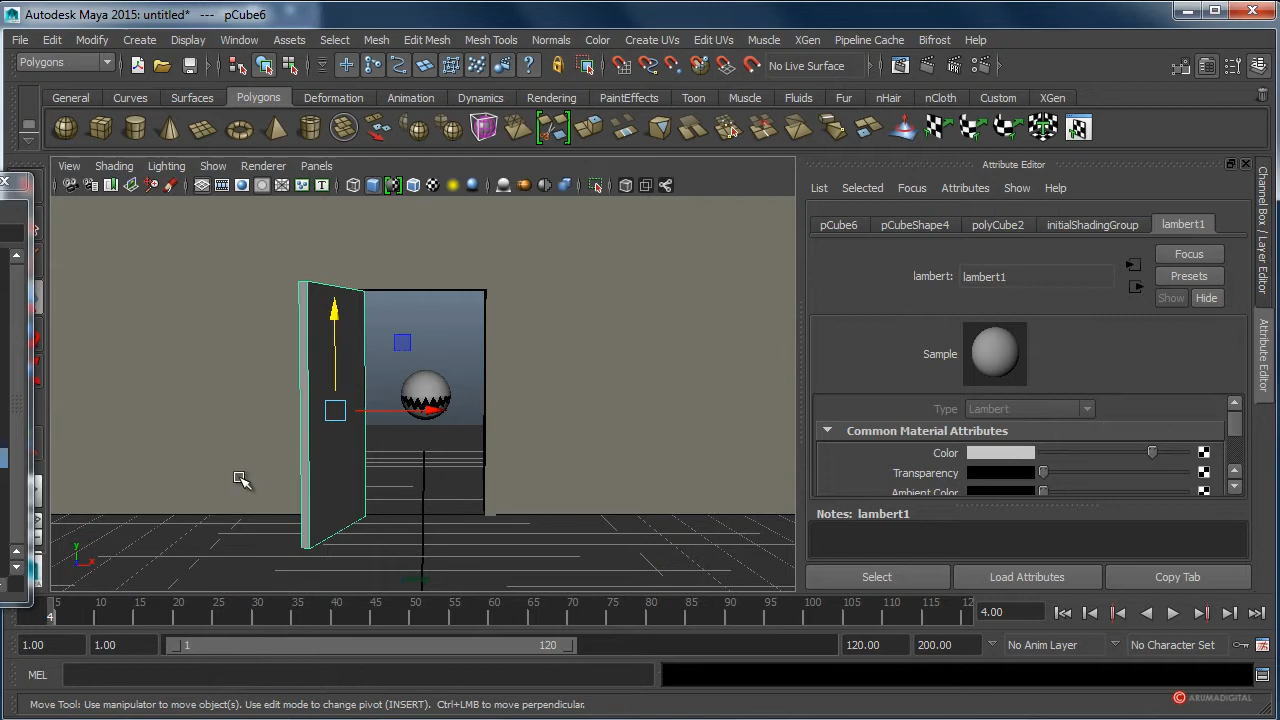 Autodesk Maya 2015: untitled* --- pCube6
File Edit Modify Create Display Window Assets Select Mesh Edit Mesh Mesh Tools Normals Color Create UVs Edit UVs Muscle XGen Pipeline Cache Bifrost Help
Polygons No Live Surface
General Curves Surfaces Polygons Deformation Animation Dynamics Rendering PaintEffects Toon Muscle Fluids Fur nHair nCloth Custom XGen
View Shading Lighting Show Renderer Panels
Attribute Editor
List Selected Focus Attributes Show Help
pCube6 pCubeShape4 polyCube2 initialShadingGroup lambert1
Focus
lambert: lambert1 Presets
Show Hide
Sample
Type Lambert
Common Material Attributes
Color
Transparency
Ambient Color
Notes: lambert1
Select Load Attributes Copy Tab
Channel Box / Layer Editor
Attribute Editor
y
x
4 5 10 15 20 25 30 35 40 45 50 55 60 65 70 75 80 85 90 95 100 105 110 115 12 4.00
1.00 1.00 1 120 120.00 200.00 No Anim Layer No Character Set
MEL
Move Tool: Use manipulator to move object(s). Use edit mode to change pivot (INSERT). Ctrl+LMB to move perpendicular.
© ARUMADIGITAL